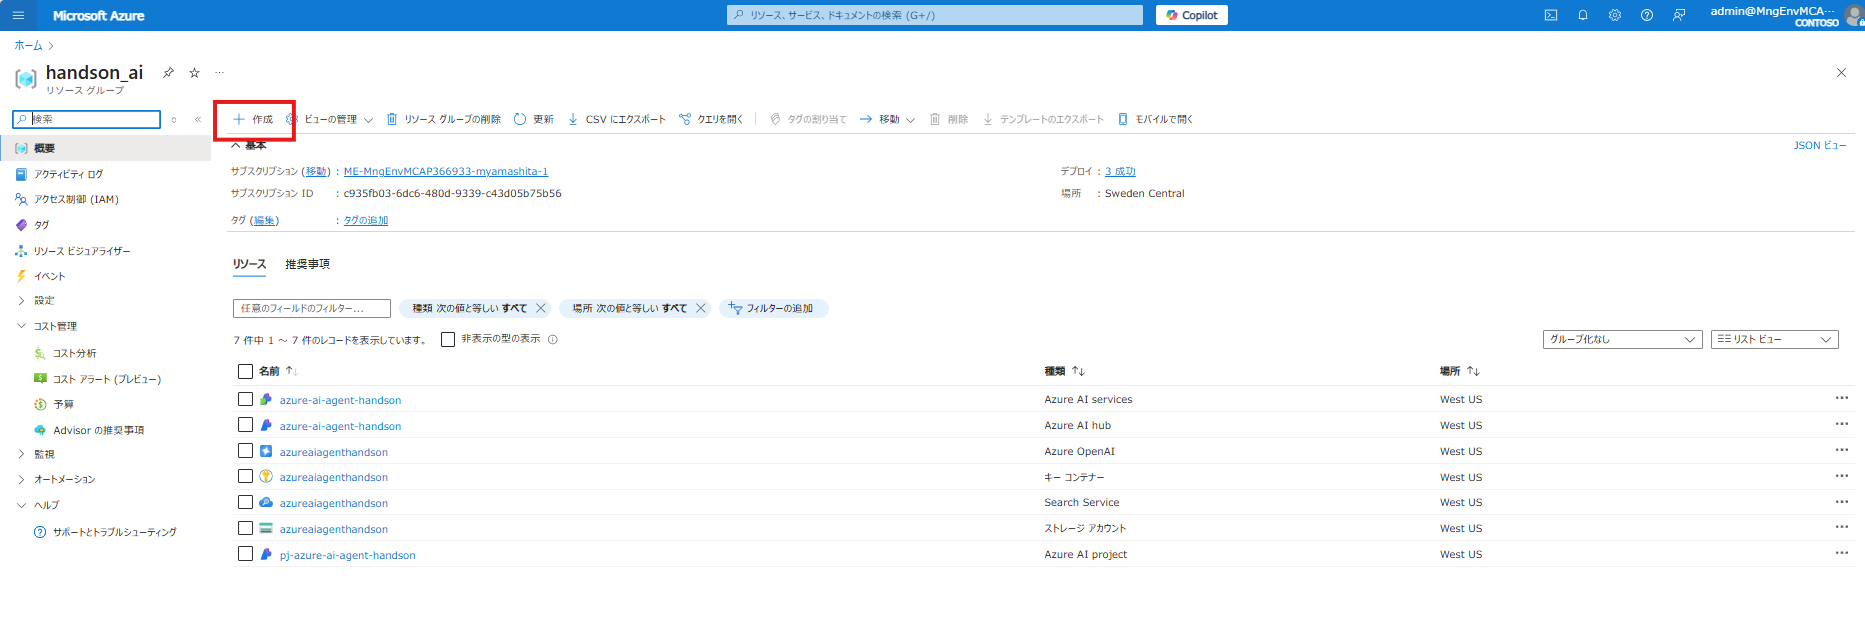 Microsoft Azure
リソース、サービス、ドキュメントの検索 (G+/)
Copilot
admin@MngEnvMCA...
CONTOSO
ホーム
handson_ai
リソース グループ
検索
作成
ビューの管理
リソース グループの削除
更新
CSV にエクスポート
クエリを開く
タグの割り当て
移動
削除
テンプレートのエクスポート
モバイルで開く
概要
アクティビティ ログ
アクセス制御 (IAM)
タグ
リソース ビジュアライザー
イベント
設定
コスト管理
コスト分析
コスト アラート (プレビュー)
予算
Advisor の推奨事項
監視
オートメーション
ヘルプ
サポートとトラブルシューティング
基本
JSON ビュー
サブスクリプション (移動) : ME-MngEnvMCAP366933-myamashita-1
サブスクリプション ID : c935fb03-6dc6-480d-9339-c43d05b75b56
タグ (編集) : タグの追加
デプロイ : 3 成功
場所 : Sweden Central
リソース 推奨事項
任意のフィールドのフィルター...
種類 次の値と等しい すべて
場所 次の値と等しい すべて
フィルターの追加
7 件中 1 ～ 7 件のレコードを表示しています。
非表示の型の表示
グループ化なし
リスト ビュー
名前 種類 場所
azure-ai-agent-handson Azure AI services West US
azure-ai-agent-handson Azure AI hub West US
azureaiagenthandson Azure OpenAI West US
azureaiagenthandson キー コンテナー West US
azureaiagenthandson Search Service West US
azureaiagenthandson ストレージ アカウント West US
pj-azure-ai-agent-handson Azure AI project West US